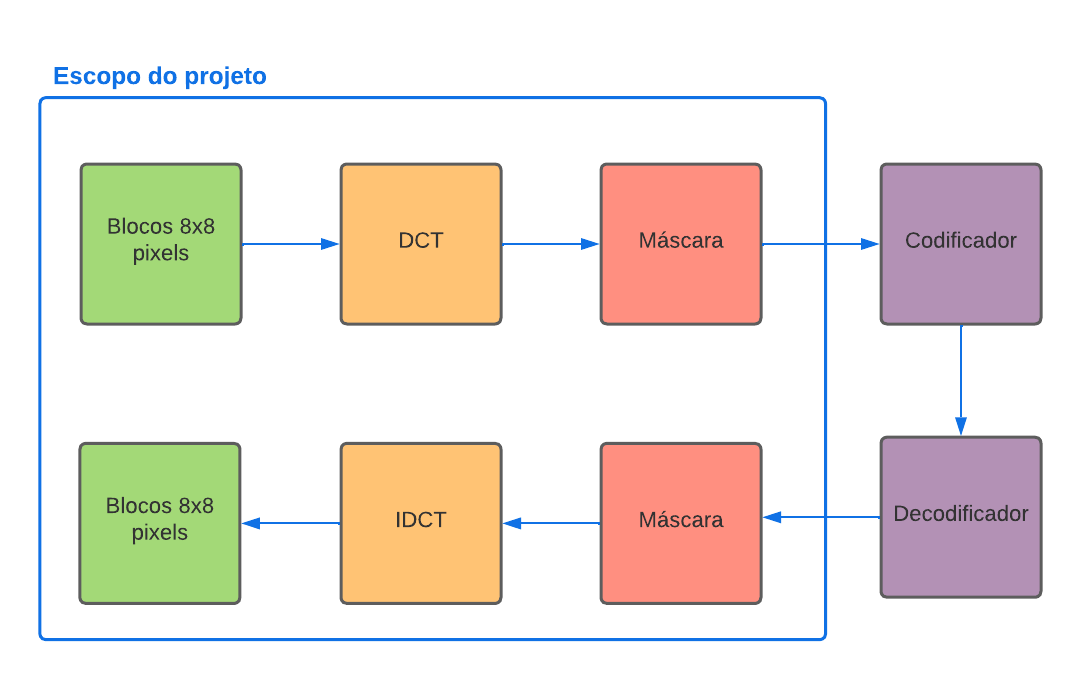 Escopo do projeto
Blocos 8x8
pixels
DCT
Máscara
Codificador
Blocos 8x8
pixels
IDCT
Máscara
Decodificador